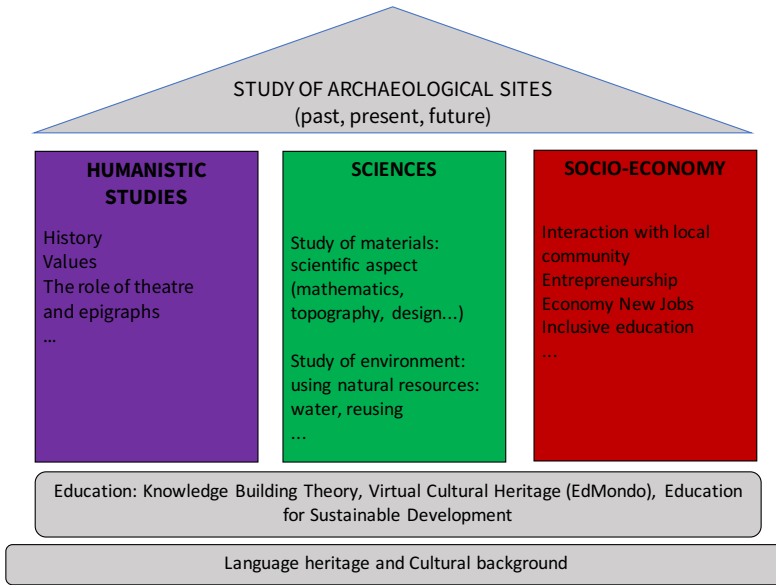 STUDY OF ARCHAEOLOGICAL SITES
(past, present, future)
HUMANISTIC
STUDIES
History
Values
The role of theatre
and epigraphs
...
SCIENCES
Study of materials:
scientific aspect
(mathematics,
topography, design...)
Study of environment:
using natural resources:
water, reusing
...
SOCIO-ECONOMY
Interaction with local
community
Entrepreneurship
Economy New Jobs
Inclusive education
...
Education: Knowledge Building Theory, Virtual Cultural Heritage (EdMondo), Education
for Sustainable Development
Language heritage and Cultural background